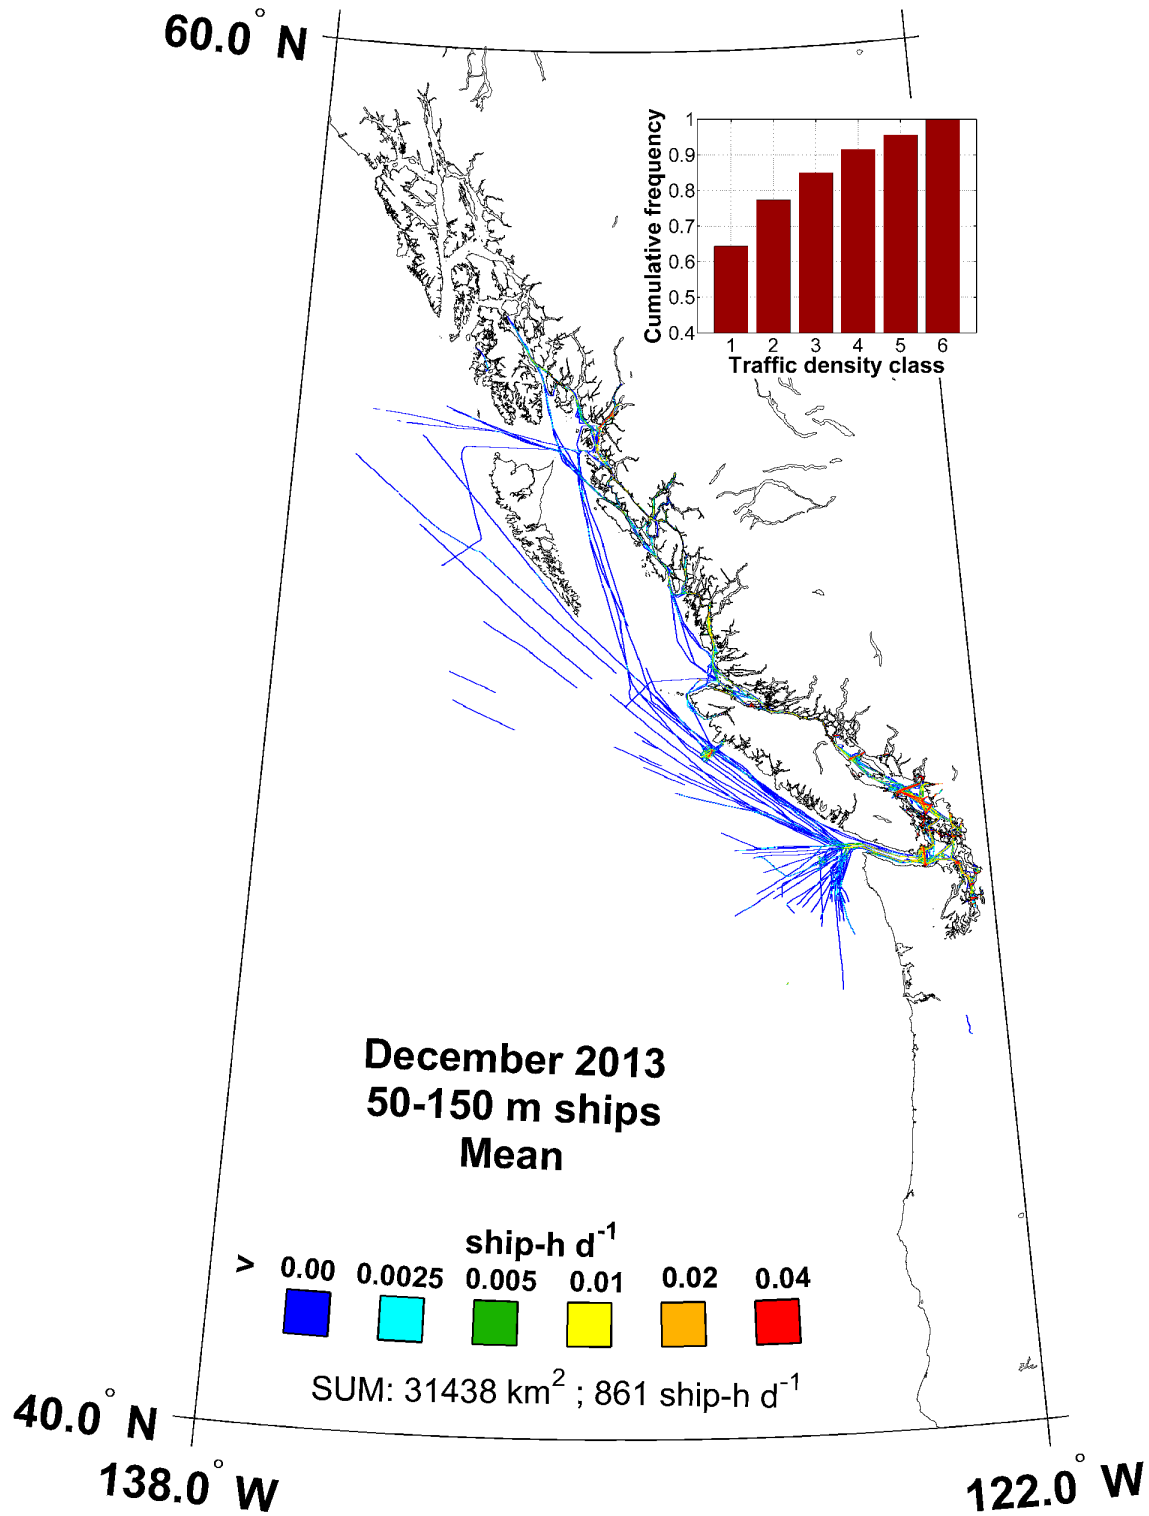 60.0° N
Cumulative frequency
1
0.9
0.8
0.7
0.6
0.5
0.4
1 2 3 4 5 6
Traffic density class
December 2013
50-150 m ships
Mean
ship-h d⁻¹
> 0.00 0.0025 0.005 0.01 0.02 0.04
SUM: 31438 km² ; 861 ship-h d⁻¹
40.0° N
138.0° W
122.0° W